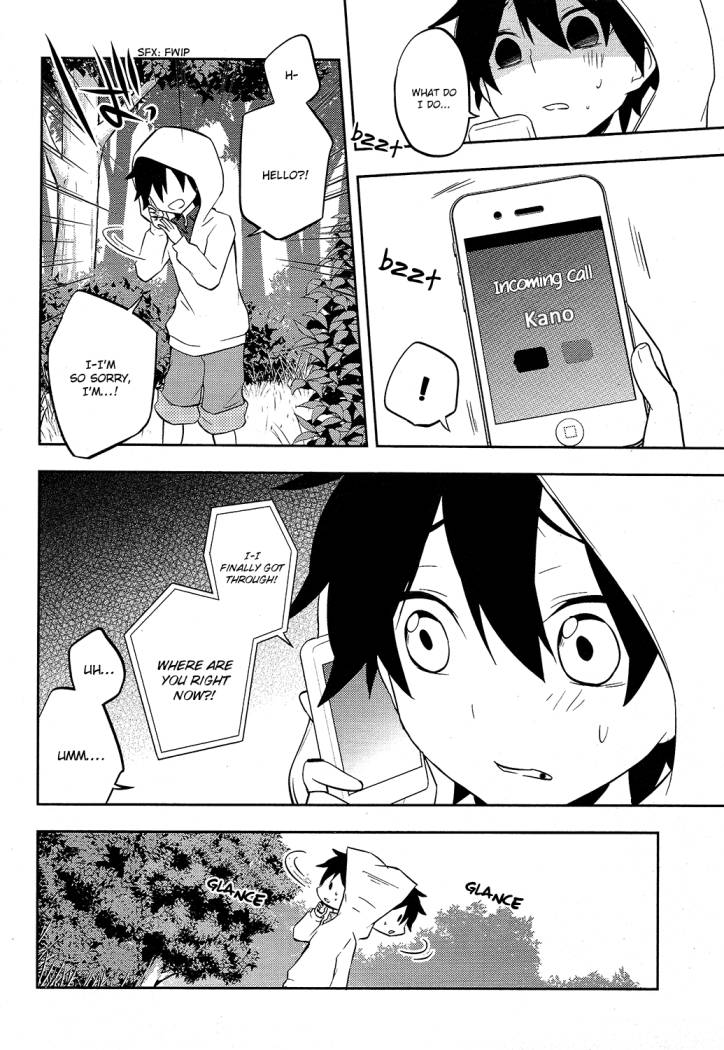 WHAT DO
I DO...
bzzt
bzzt
Incoming Call
Kano
!
SFX: FWIP
H-
HELLO?!
I-I'M
SO SORRY,
I'M...!
I-I
FINALLY GOT
THROUGH!
WHERE ARE
YOU RIGHT
NOW?!
UH...
UMM....
GLANCE
GLANCE